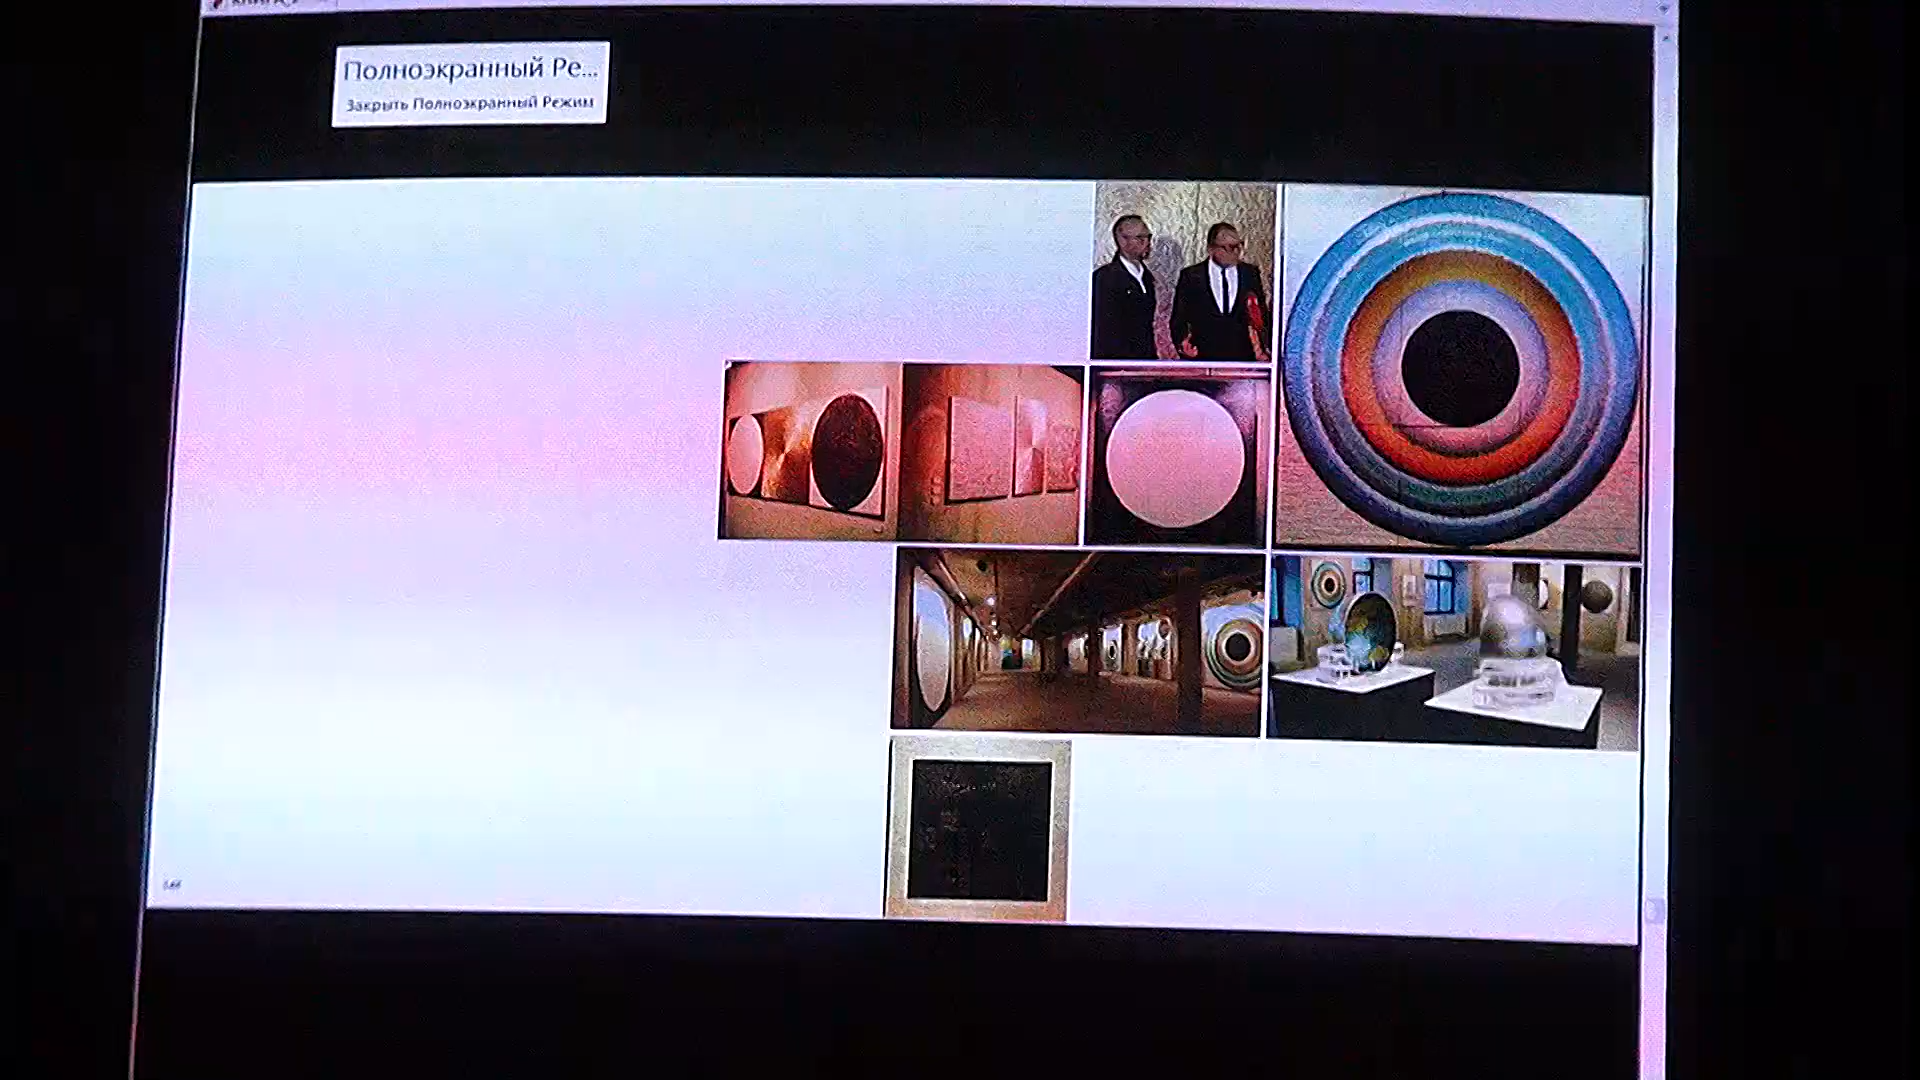 Полноэкранный Ре...
Закрыть Полноэкранный Режим